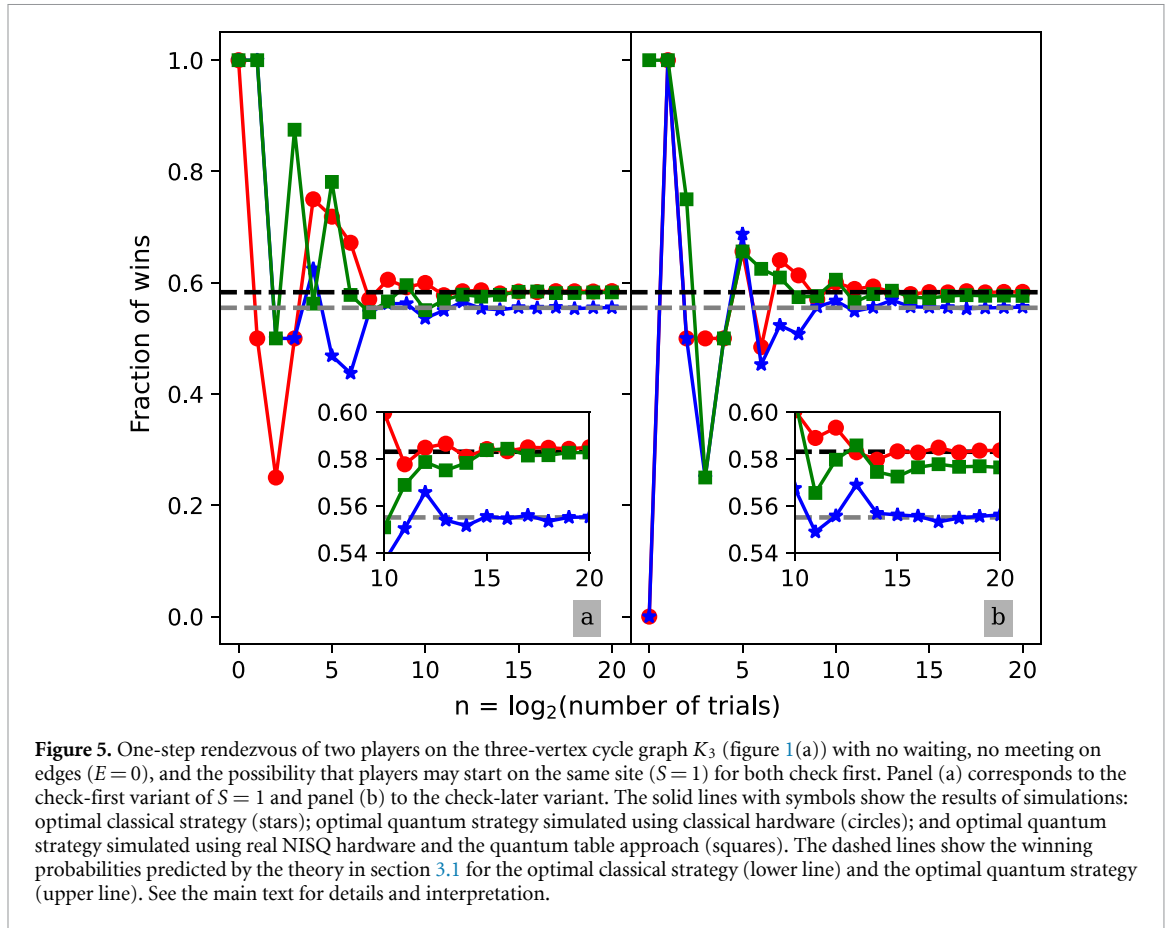 1.0
0.8
0.6
0.4
0.2
0.0
Fraction of wins
0.60
0.58
0.56
0.54
10 15 20
a
0.60
0.58
0.56
0.54
10 15 20
b
0 5 10 15 20
0 5 10 15 20
n = log₂(number of trials)
Figure 5. One-step rendezvous of two players on the three-vertex cycle graph K₃ (figure 1(a)) with no waiting, no meeting on
edges (E = 0), and the possibility that players may start on the same site (S = 1) for both check first. Panel (a) corresponds to the
check-first variant of S = 1 and panel (b) to the check-later variant. The solid lines with symbols show the results of simulations:
optimal classical strategy (stars); optimal quantum strategy simulated using classical hardware (circles); and optimal quantum
strategy simulated using real NISQ hardware and the quantum table approach (squares). The dashed lines show the winning
probabilities predicted by the theory in section 3.1 for the optimal classical strategy (lower line) and the optimal quantum strategy
(upper line). See the main text for details and interpretation.